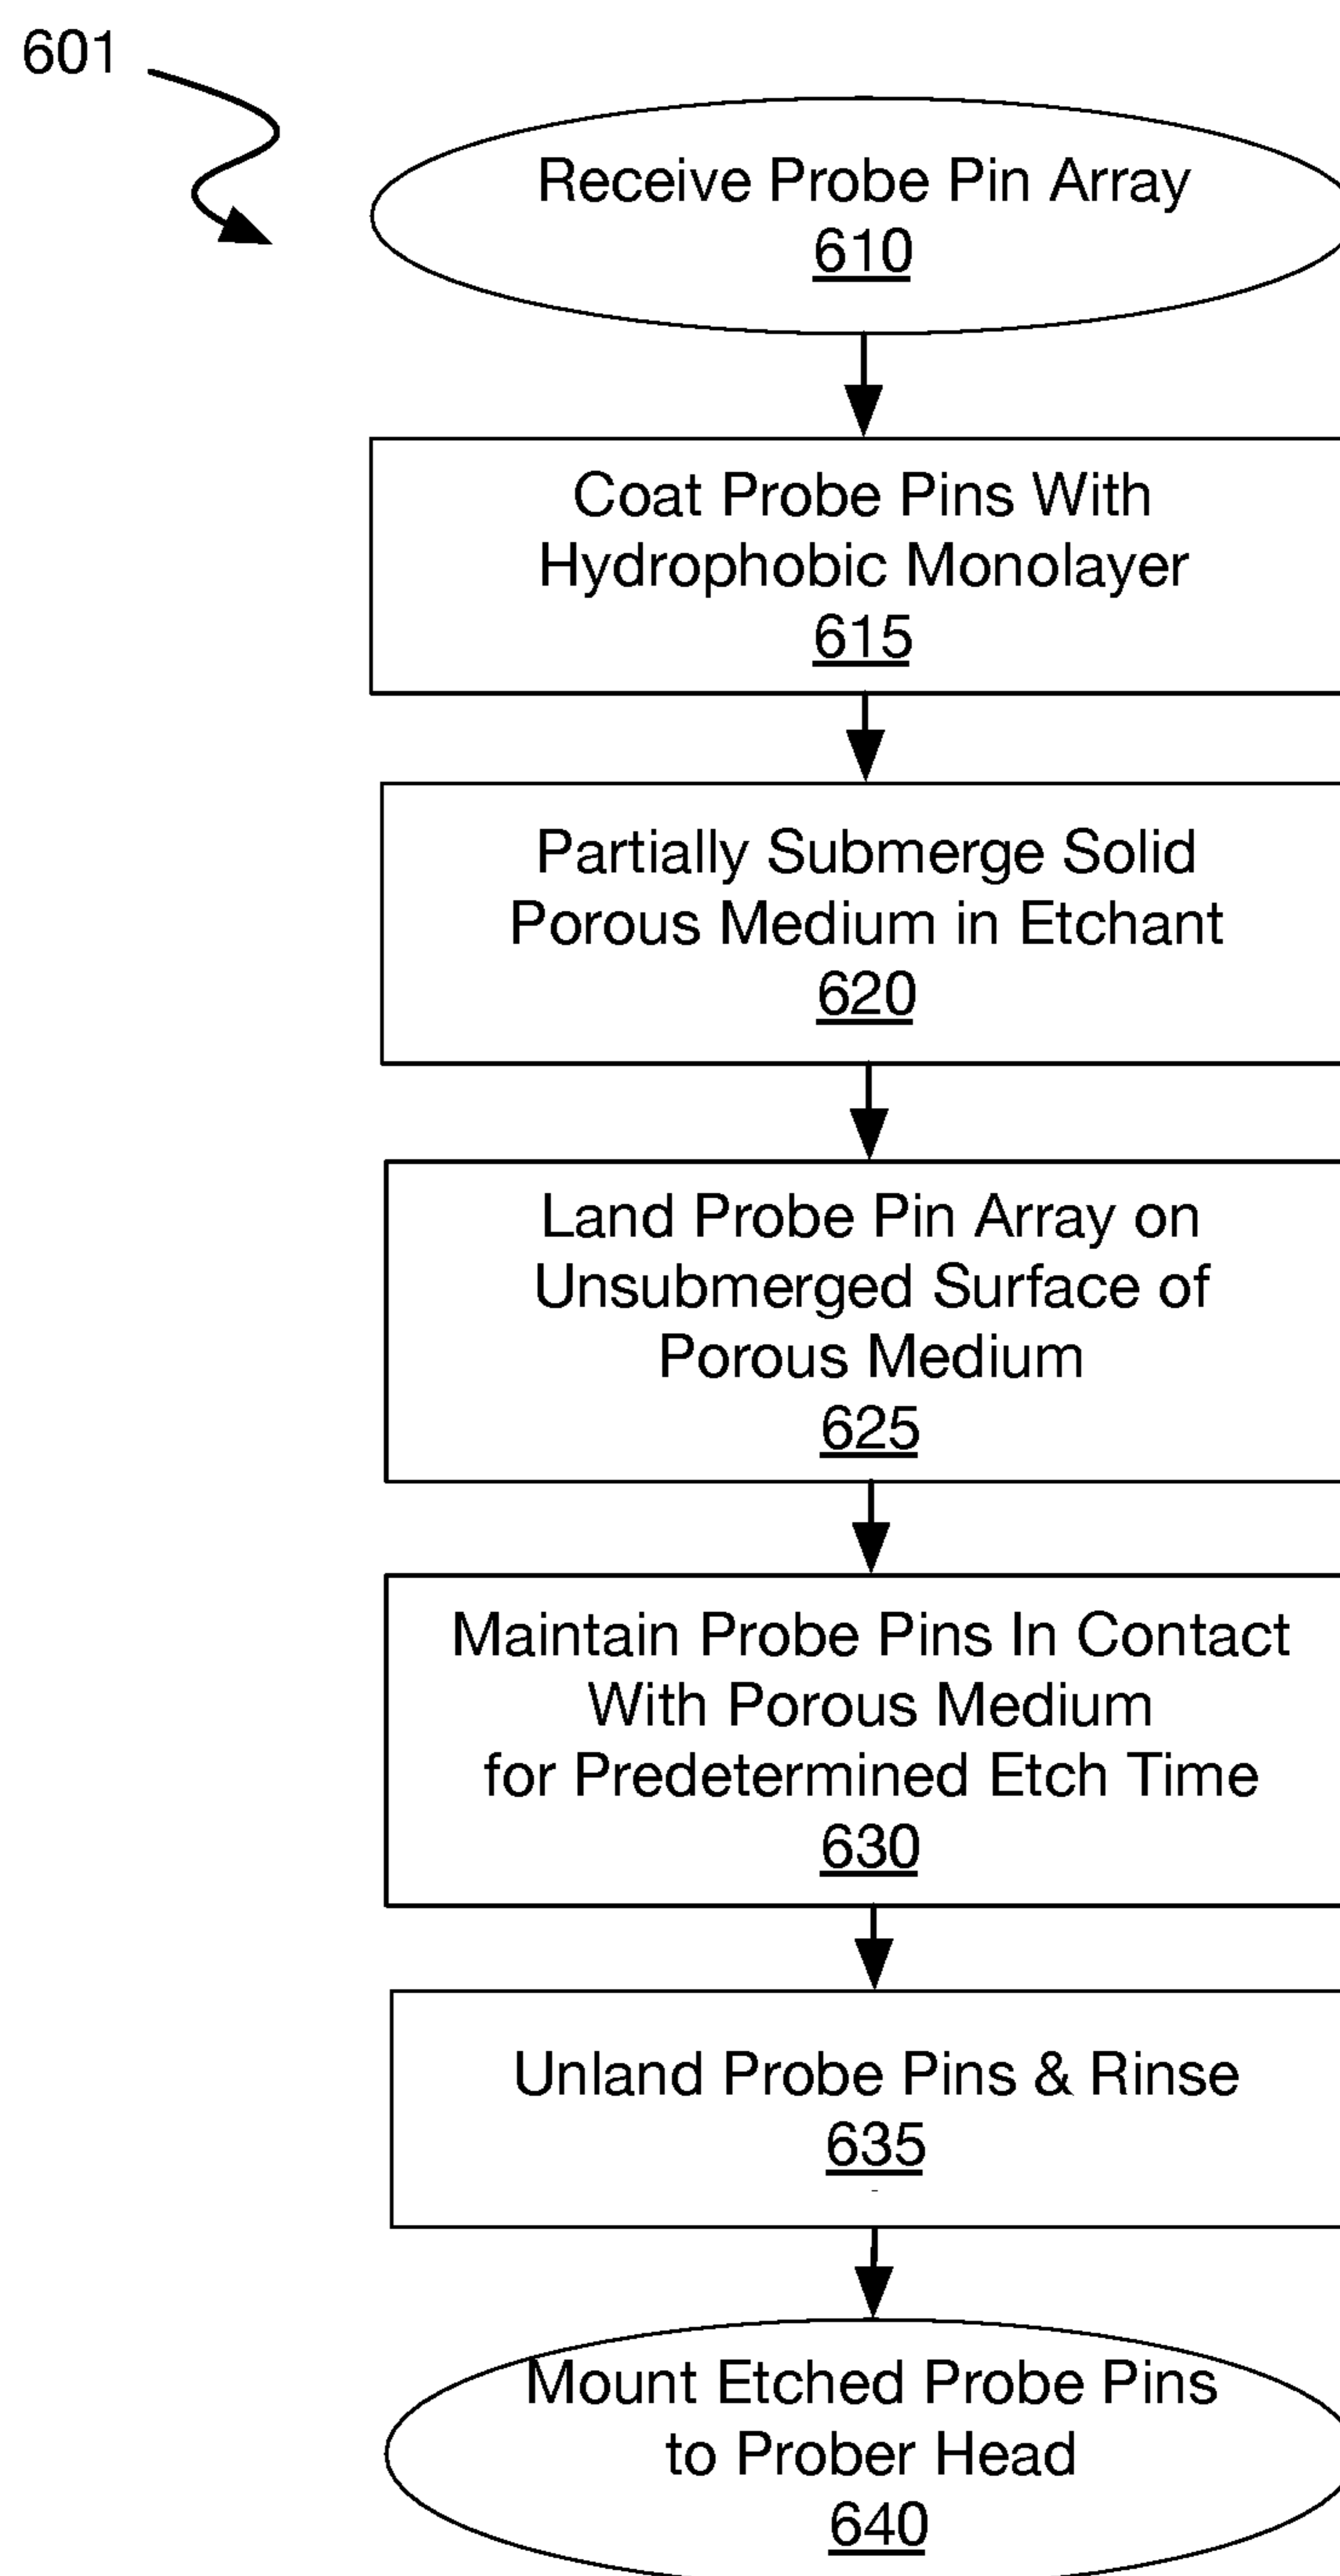 601
Receive Probe Pin Array
610
Coat Probe Pins With
Hydrophobic Monolayer
615
Partially Submerge Solid
Porous Medium in Etchant
620
Land Probe Pin Array on
Unsubmerged Surface of
Porous Medium
625
Maintain Probe Pins In Contact
With Porous Medium
for Predetermined Etch Time
630
Unland Probe Pins & Rinse
635
Mount Etched Probe Pins
to Prober Head
640